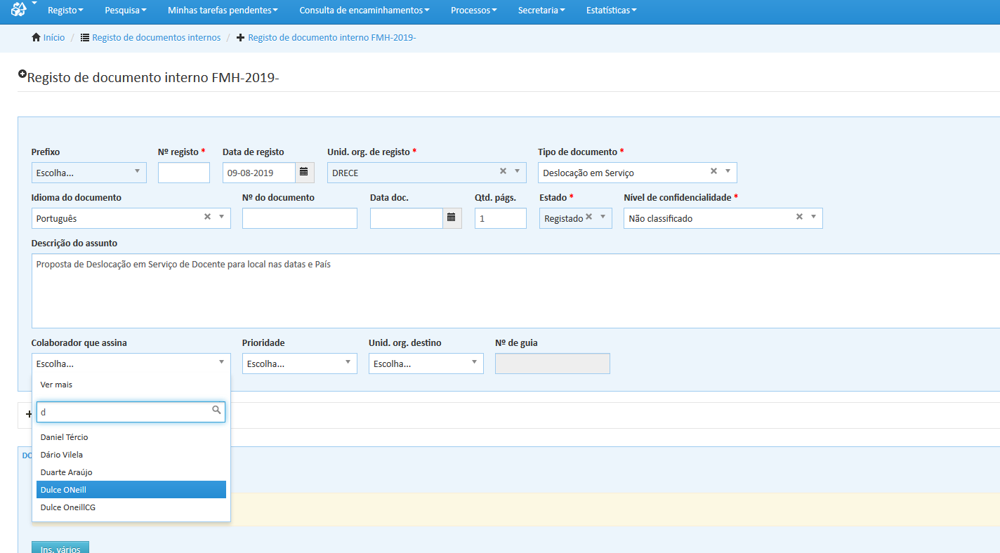 Registo Pesquisa Minhas tarefas pendentes Consulta de encaminhamentos Processos Secretaria Estatísticas
Início / Registo de documentos internos / Registo de documento interno FMH-2019-
Registo de documento interno FMH-2019-
Prefixo Nº registo * Data de registo Unid. org. de registo * Tipo de documento *
Escolha... 09-08-2019 DRECE Deslocação em Serviço
Idioma do documento Nº do documento Data doc. Qtd. págs. Estado * Nível de confidencialidade *
Português 1 Registado Não classificado
Descrição do assunto
Proposta de Deslocação em Serviço de Docente para local nas datas e País
Colaborador que assina Prioridade Unid. org. destino Nº de guia
Escolha... Escolha... Escolha...
Ver mais
d
Daniel Tércio
Dário Vilela
DO
Duarte Araújo
Dulce ONeill
Dulce OneillCG
Ins. vários